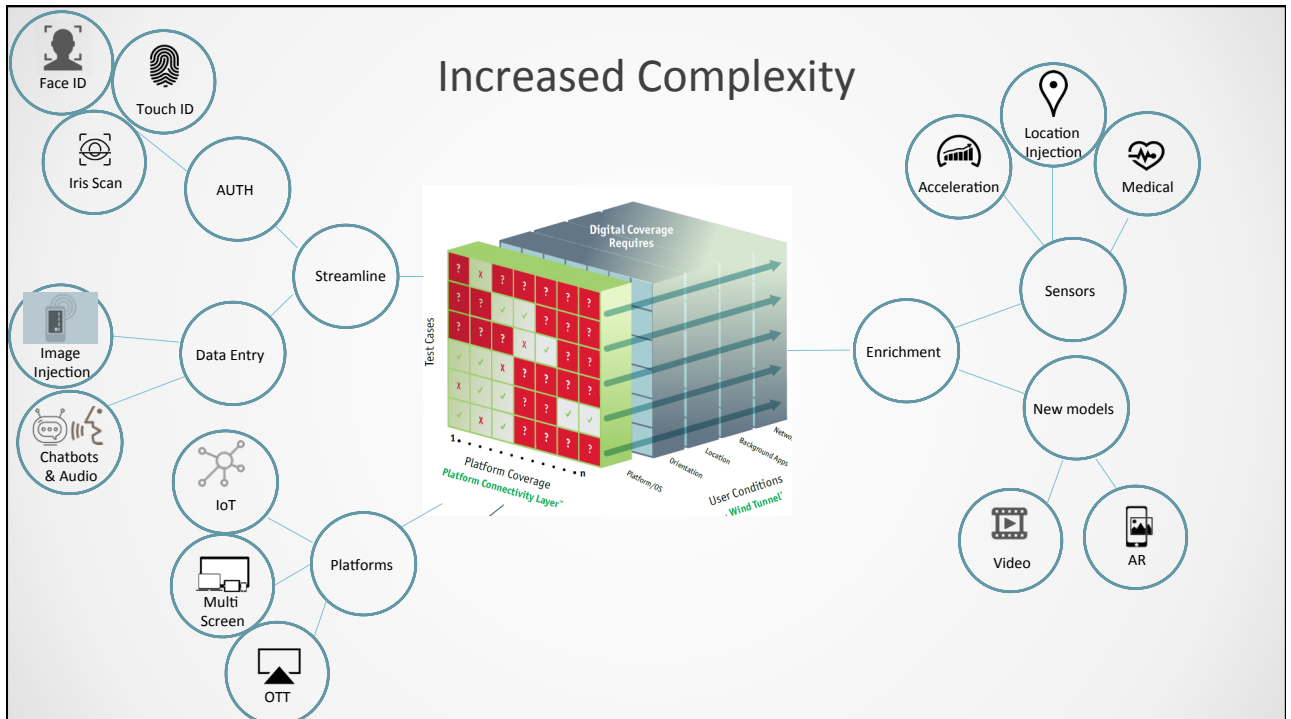 Increased Complexity
Face ID
Touch ID
Iris Scan
AUTH
Streamline
Data Entry
Image
Injection
Chatbots
& Audio
IoT
Multi
Screen
OTT
Platforms
Digital Coverage
Requires
? X ? ? ? ? ?
? ? ✓ ✓ ? ? ?
? ? ? X ✓ ? ?
✓ ✓ X ? ? ? ?
X ✓ ✓ ? ? ✓ ✓
✓ X ✓ ? ? ? ?
Test Cases
1 n
Platform Coverage
Platform Connectivity Layer™
Platform/OS
Orientation
Location
Background Apps
User Conditions
Wind Tunnel
Acceleration
Location
Injection
Medical
Sensors
Enrichment
New models
Video
AR